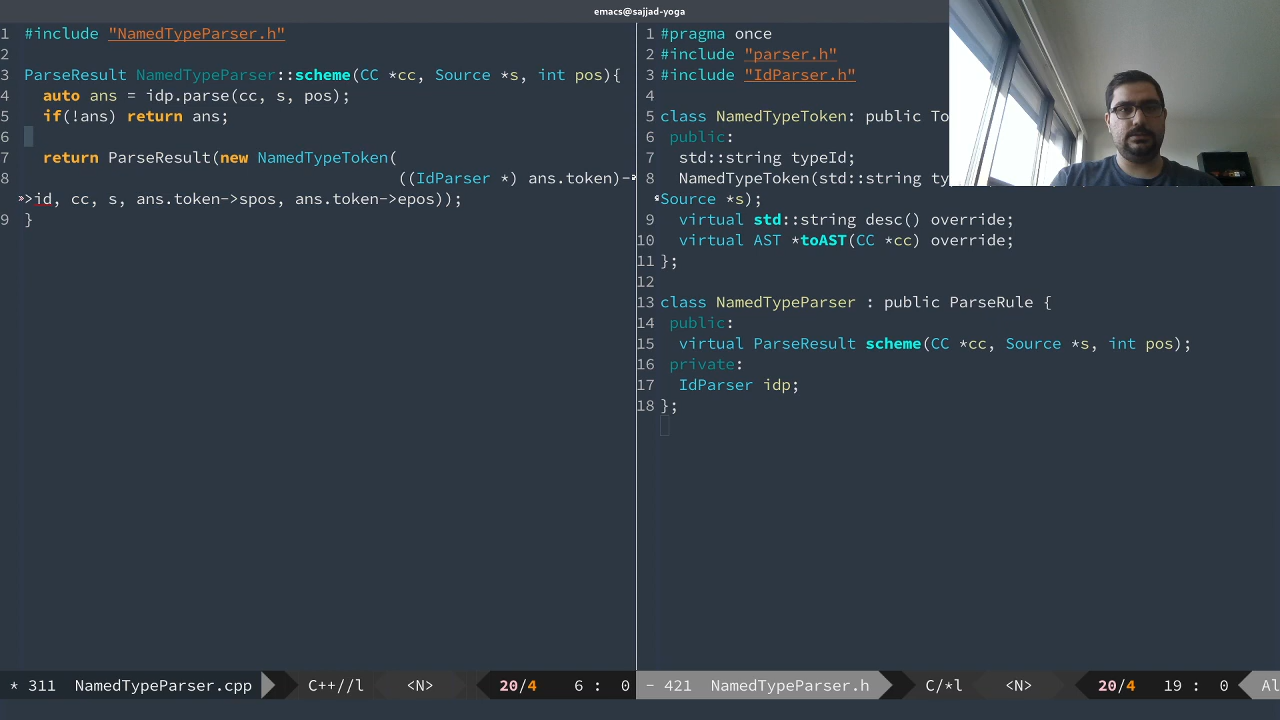 emacs@sajjad-yoga
1 #include "NamedTypeParser.h"
2
3 ParseResult NamedTypeParser::scheme(CC *cc, Source *s, int pos){
4 auto ans = idp.parse(cc, s, pos);
5 if(!ans) return ans;
6
7 return ParseResult(new NamedTypeToken(
8 ((IdParser *) ans.token)-
>id, cc, s, ans.token->spos, ans.token->epos));
9 }
* 311 NamedTypeParser.cpp C++//l <N> 20/4 6 : 0
1 #pragma once
2 #include "parser.h"
3 #include "IdParser.h"
4
5 class NamedTypeToken: public To
6 public:
7 std::string typeId;
8 NamedTypeToken(std::string ty
Source *s);
9 virtual std::string desc() override;
10 virtual AST *toAST(CC *cc) override;
11 };
12
13 class NamedTypeParser : public ParseRule {
14 public:
15 virtual ParseResult scheme(CC *cc, Source *s, int pos);
16 private:
17 IdParser idp;
18 };
- 421 NamedTypeParser.h C/*l <N> 20/4 19 : 0 Al